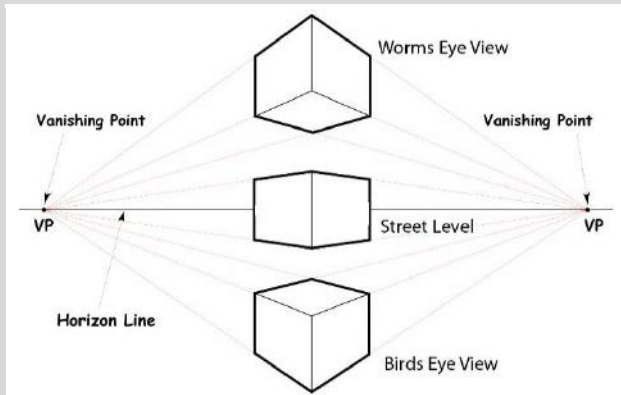 Worms Eye View
Vanishing Point
Vanishing Point
VP
VP
Street Level
Horizon Line
Birds Eye View